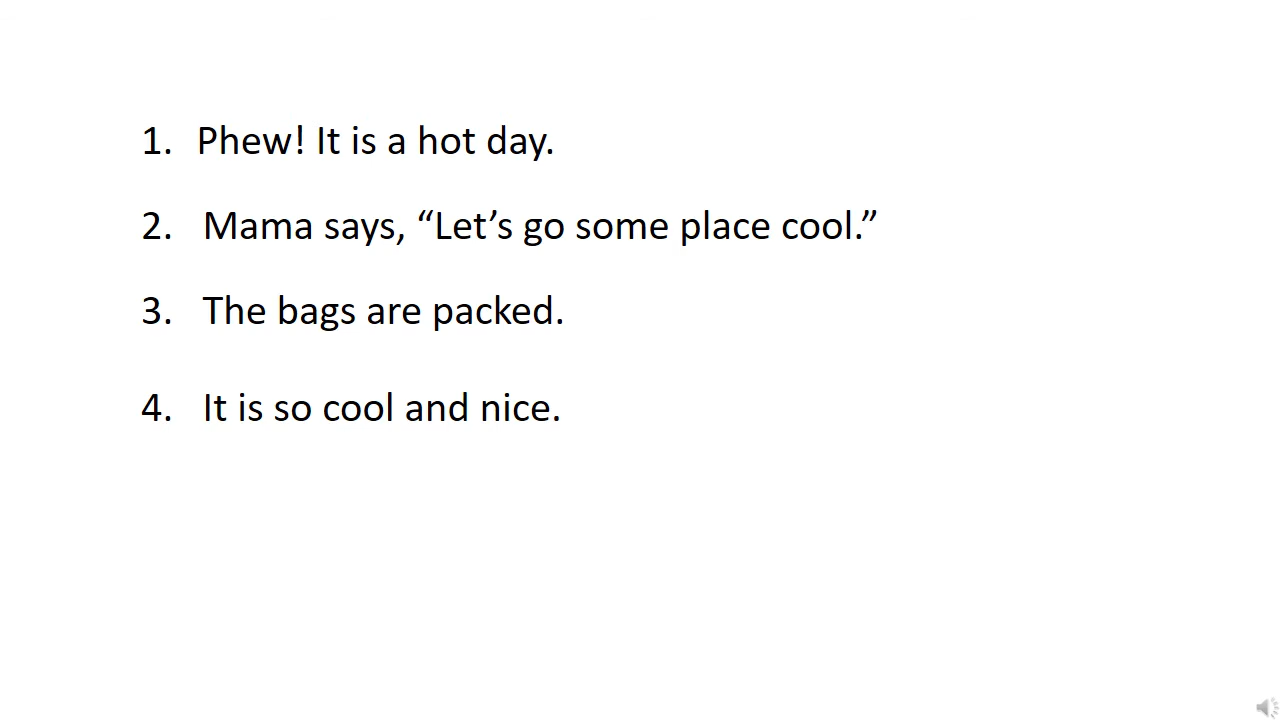 1. Phew! It is a hot day.
2. Mama says, “Let’s go some place cool.”
3. The bags are packed.
4. It is so cool and nice.